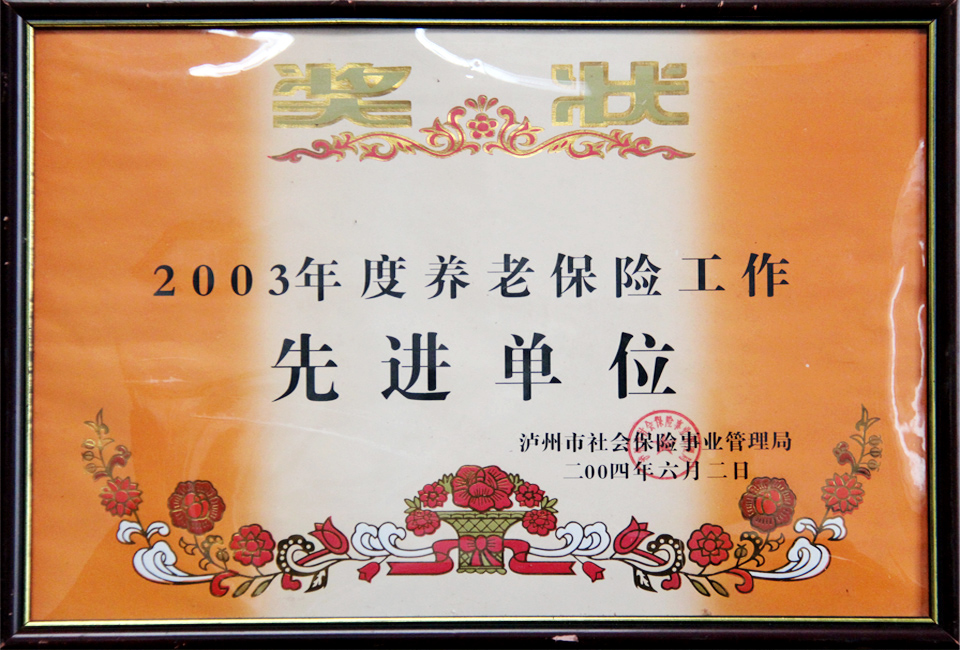 奖状
2003年度养老保险工作
先进单位
泸州市社会保险事业管理局
二00四年六月二日